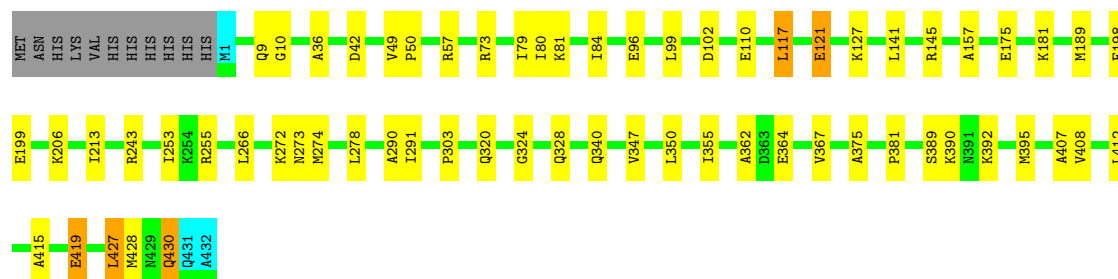 MET ASN HIS LYS VAL HIS HIS HIS HIS HIS M1 Q9 G10 A36 D42 V49 P50 R57 R73 I79 I80 K81 I84 E96 L99 D102 E110 L117 E121 K127 L141 R145 A157 E175 K181 M189
E199 K206 I213 R243 I253 K254 R255 L266 K272 N273 M274 L278 A290 I291 P303 Q320 G324 Q328 Q340 V347 L350 I355 A362 D363 E364 V367 A375 P381 S389 K390 N391 K392 M395 A407 V408
A415 E419 L427 M428 N429 Q430 Q431 A432